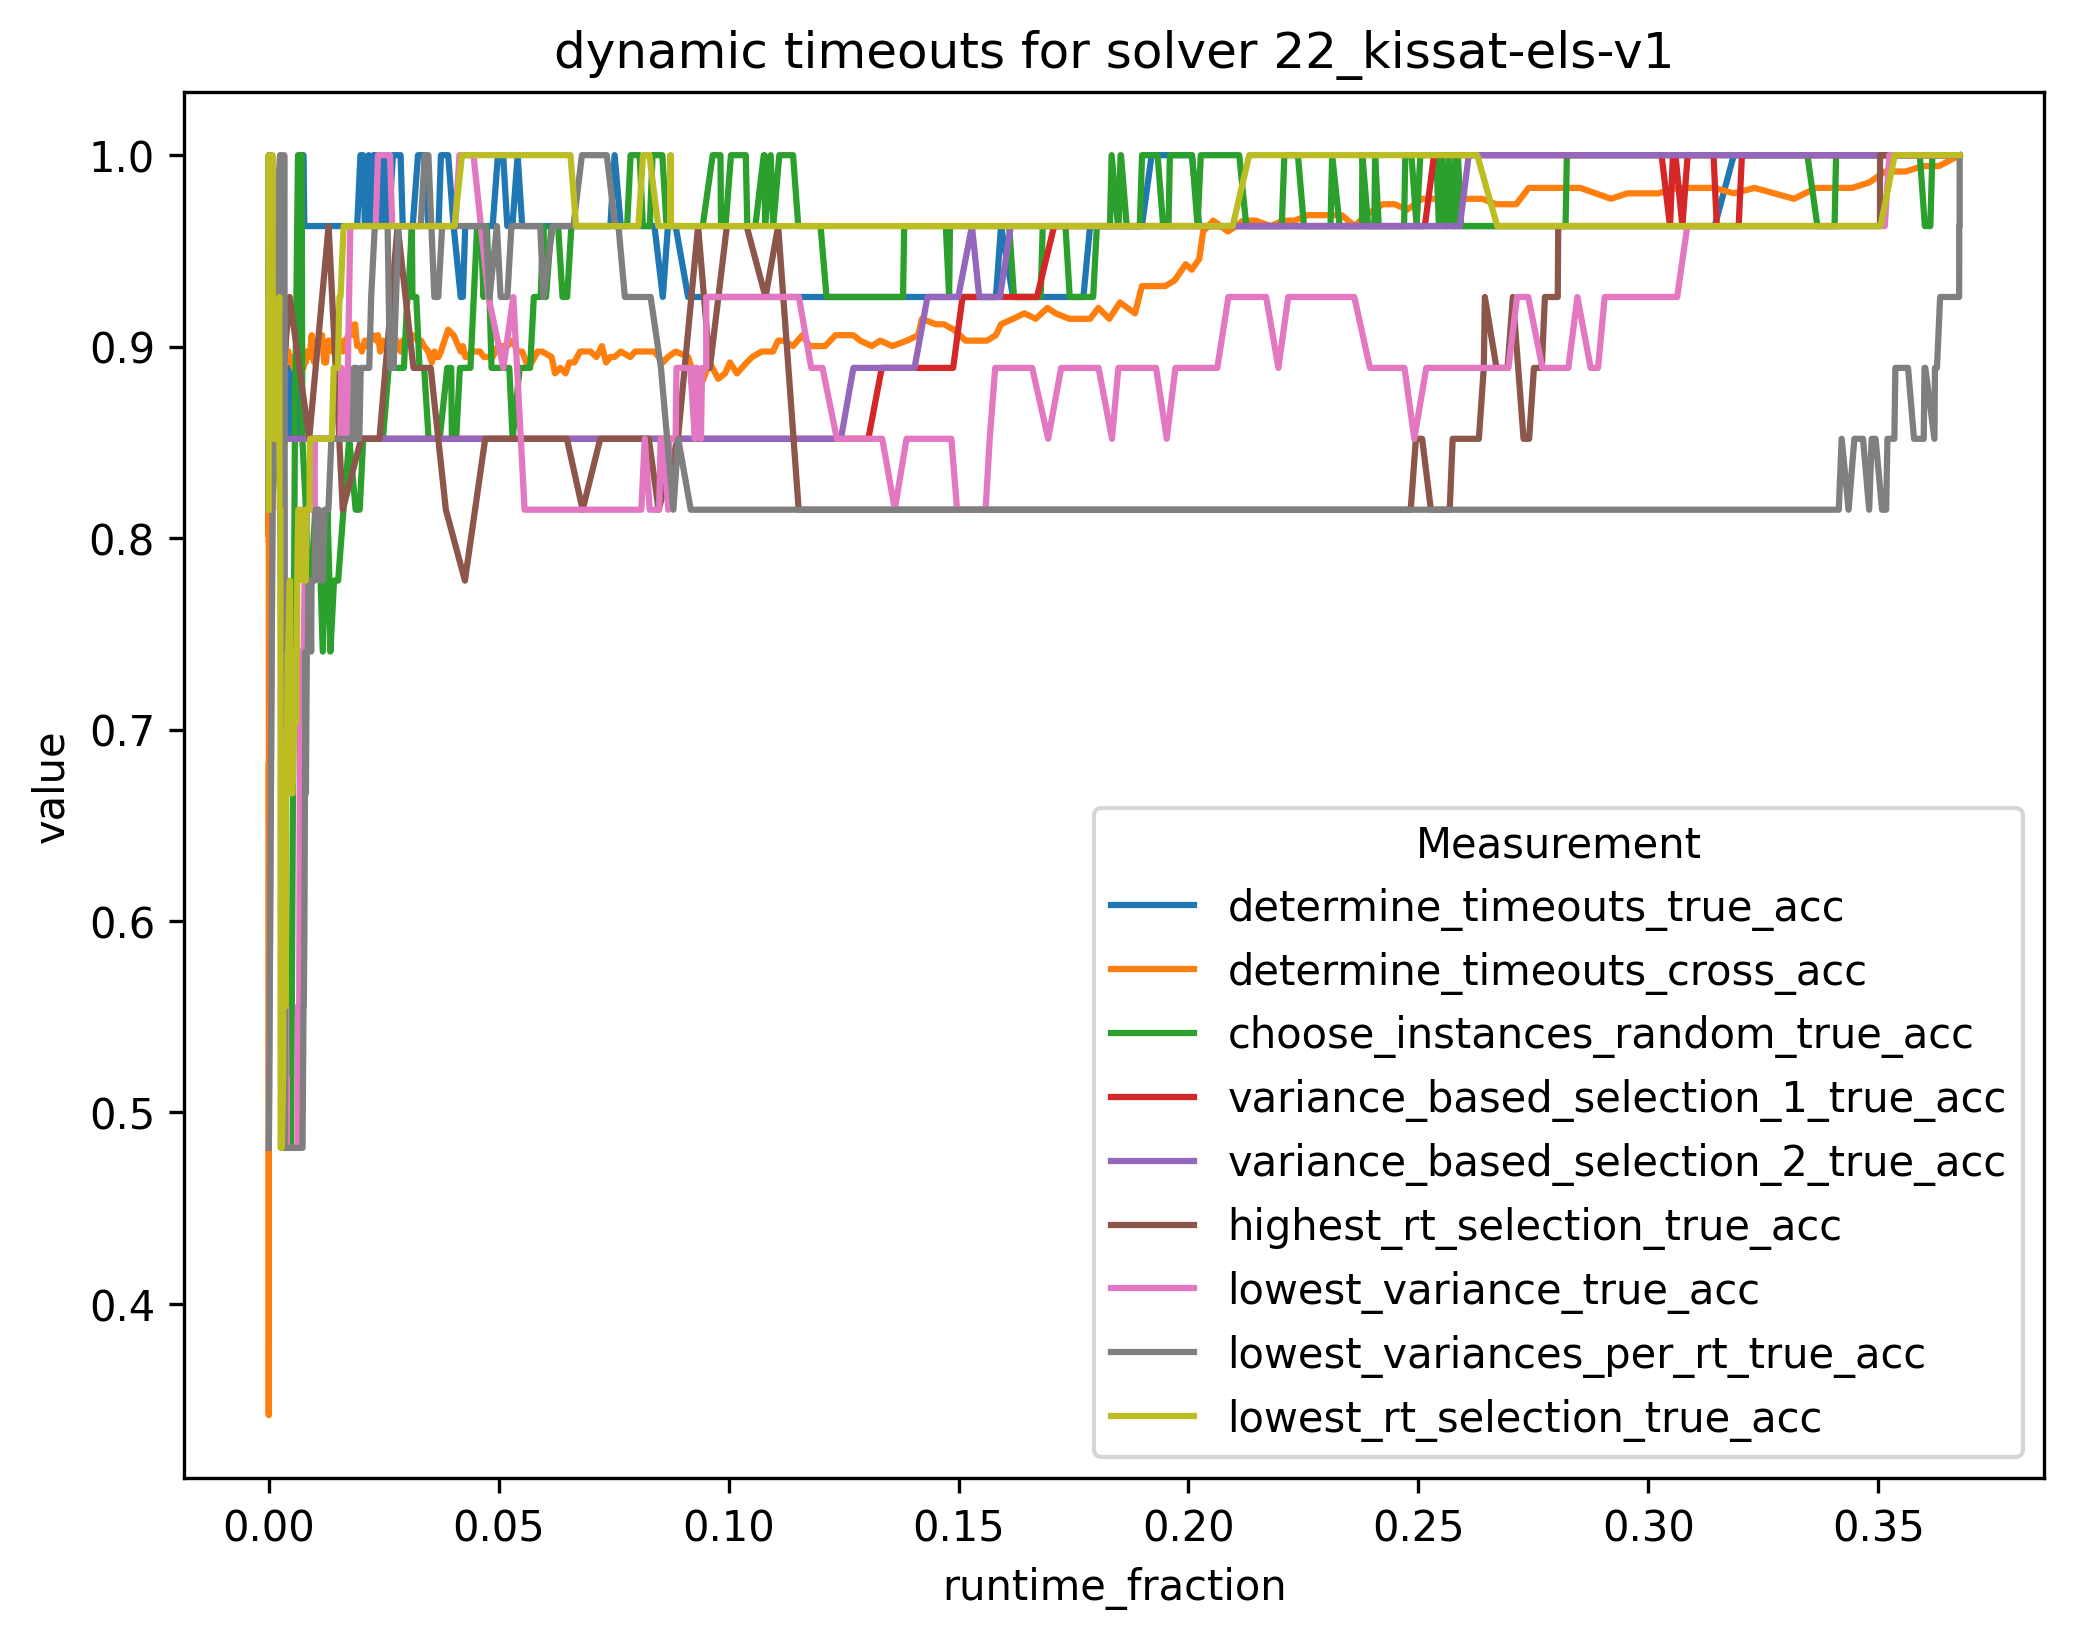 dynamic timeouts for solver 22_kissat-els-v1
1.0
0.9
0.8
0.7
0.6
0.5
0.4
value
Measurement
determine_timeouts_true_acc
determine_timeouts_cross_acc
choose_instances_random_true_acc
variance_based_selection_1_true_acc
variance_based_selection_2_true_acc
highest_rt_selection_true_acc
lowest_variance_true_acc
lowest_variances_per_rt_true_acc
lowest_rt_selection_true_acc
0.00 0.05 0.10 0.15 0.20 0.25 0.30 0.35
runtime_fraction